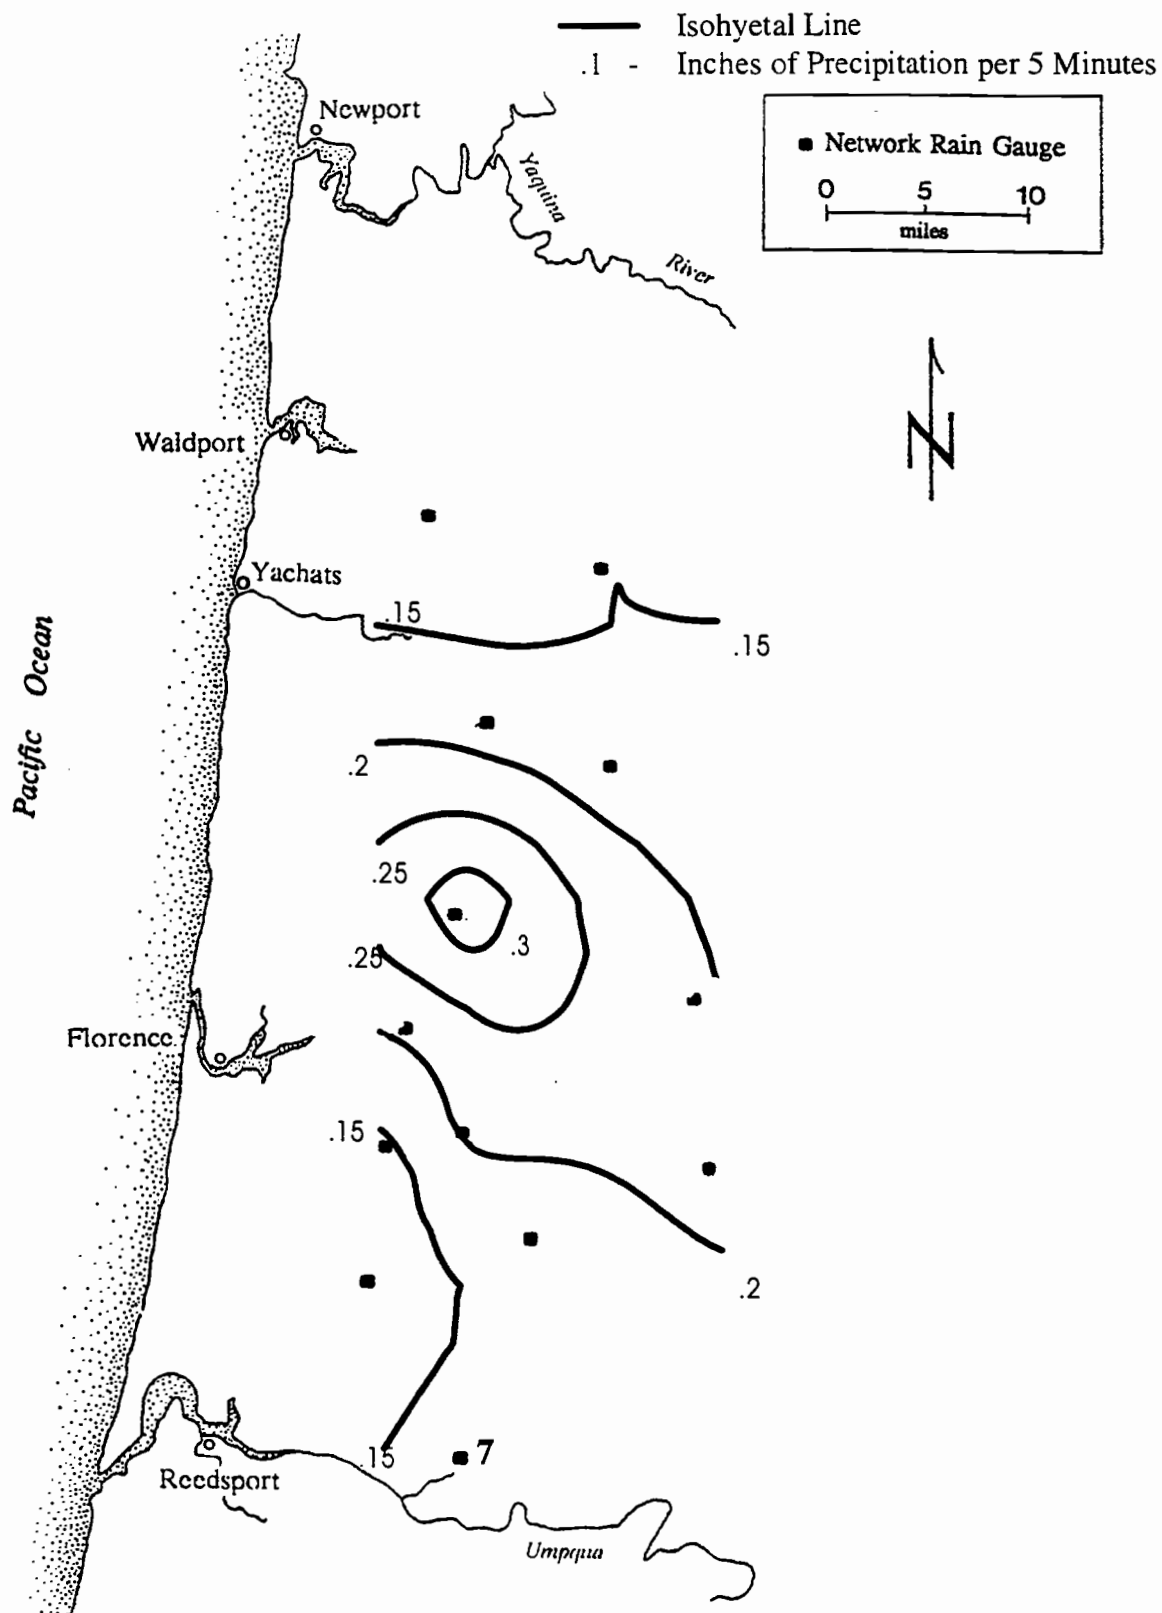 Isohyetal Line
.1 - Inches of Precipitation per 5 Minutes
Newport
Network Rain Gauge
0 5 10
miles
Yaquina
River
Waldport
N
Yachats
.15
.15
Pacific Ocean
.2
.25
.3
.25
Florence
.15
.2
.15
7
Reedsport
Umpqua